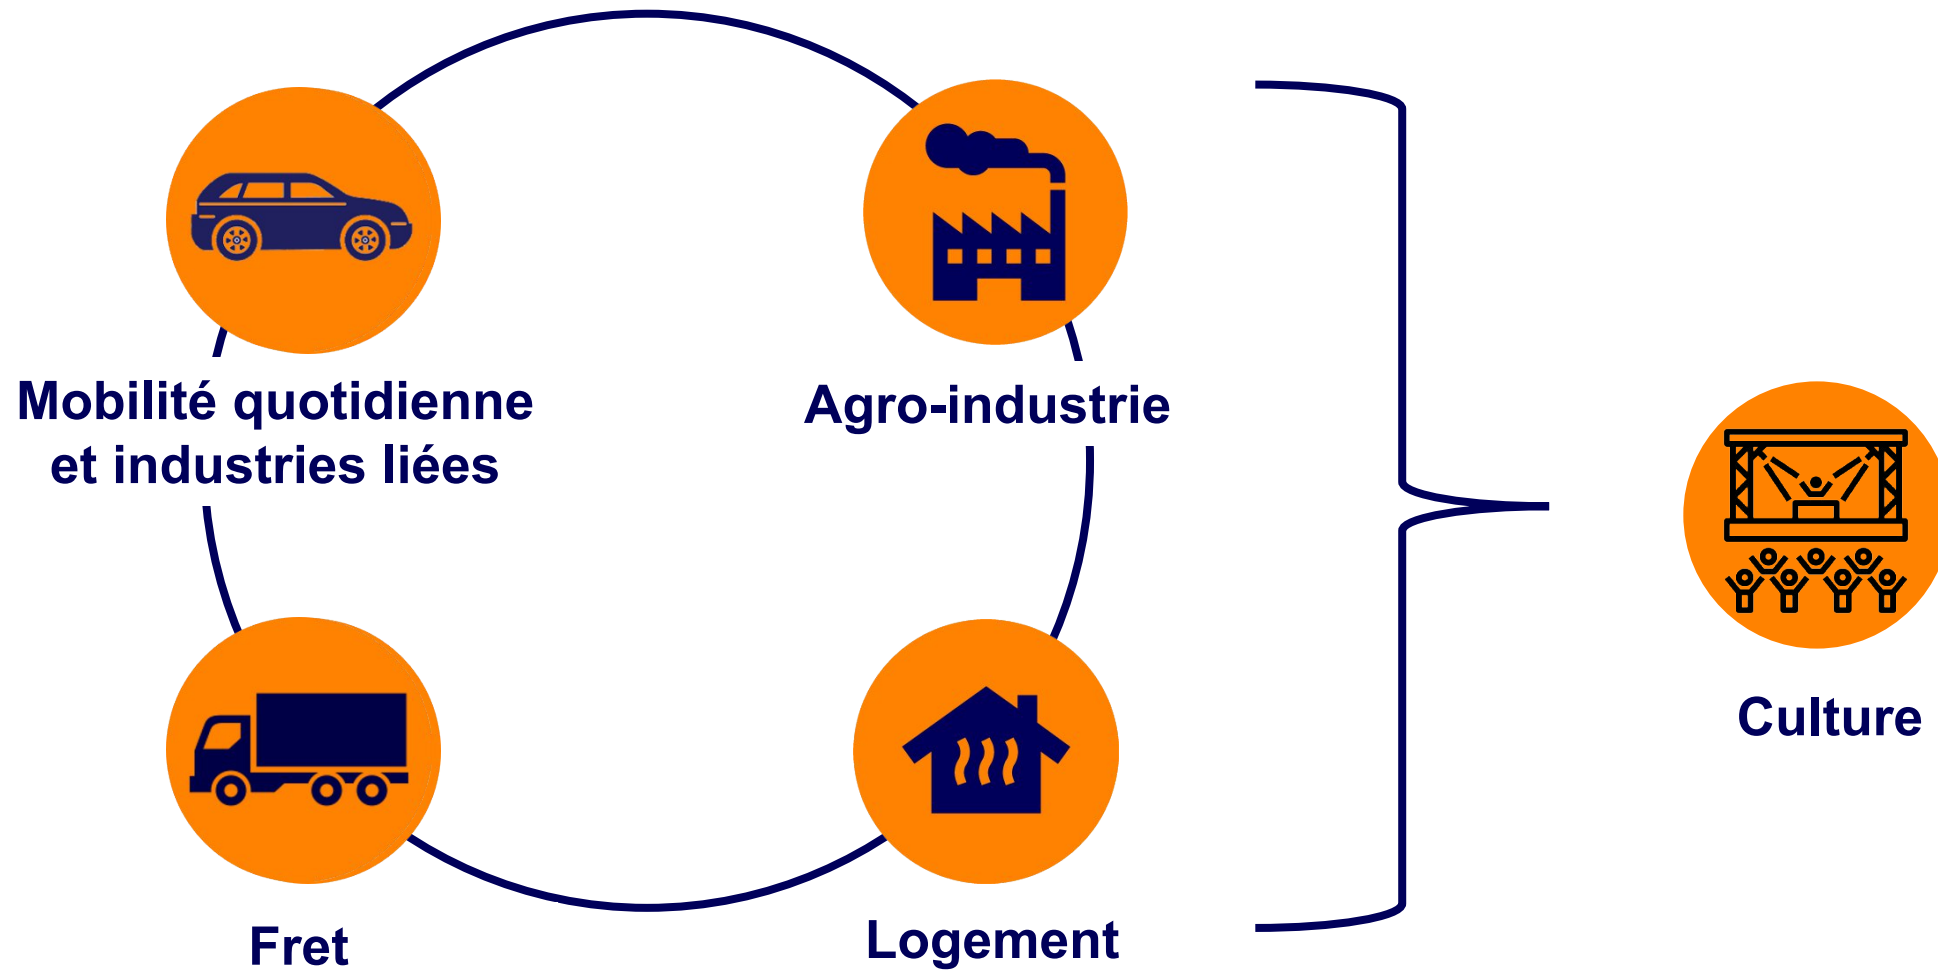 Mobilité quotidienne
et industries liées
Agro-industrie
Culture
Fret
Logement